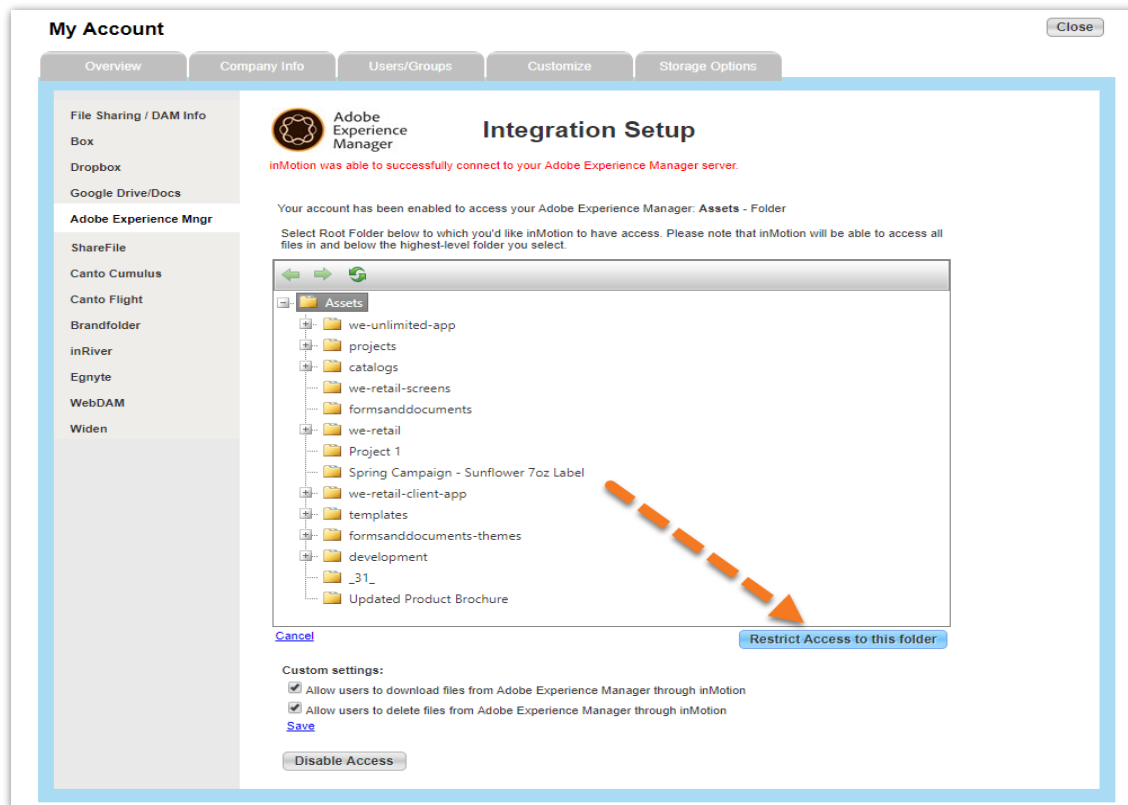 My Account
Close
Overview
Company Info
Users/Groups
Customize
Storage Options
File Sharing / DAM Info
Box
Dropbox
Google Drive/Docs
Adobe Experience Mngr
ShareFile
Canto Cumulus
Canto Flight
Brandfolder
inRiver
Egnyte
WebDAM
Widen
Adobe
Experience
Manager
Integration Setup
inMotion was able to successfully connect to your Adobe Experience Manager server.
Your account has been enabled to access your Adobe Experience Manager: Assets - Folder
Select Root Folder below to which you'd like inMotion to have access. Please note that inMotion will be able to access all
files in and below the highest-level folder you select.
Assets
we-unlimited-app
projects
catalogs
we-retail-screens
formsanddocuments
we-retail
Project 1
Spring Campaign - Sunflower 7oz Label
we-retail-client-app
templates
formsanddocuments-themes
development
_31_
Updated Product Brochure
Cancel
Restrict Access to this folder
Custom settings:
Allow users to download files from Adobe Experience Manager through inMotion
Allow users to delete files from Adobe Experience Manager through inMotion
Save
Disable Access